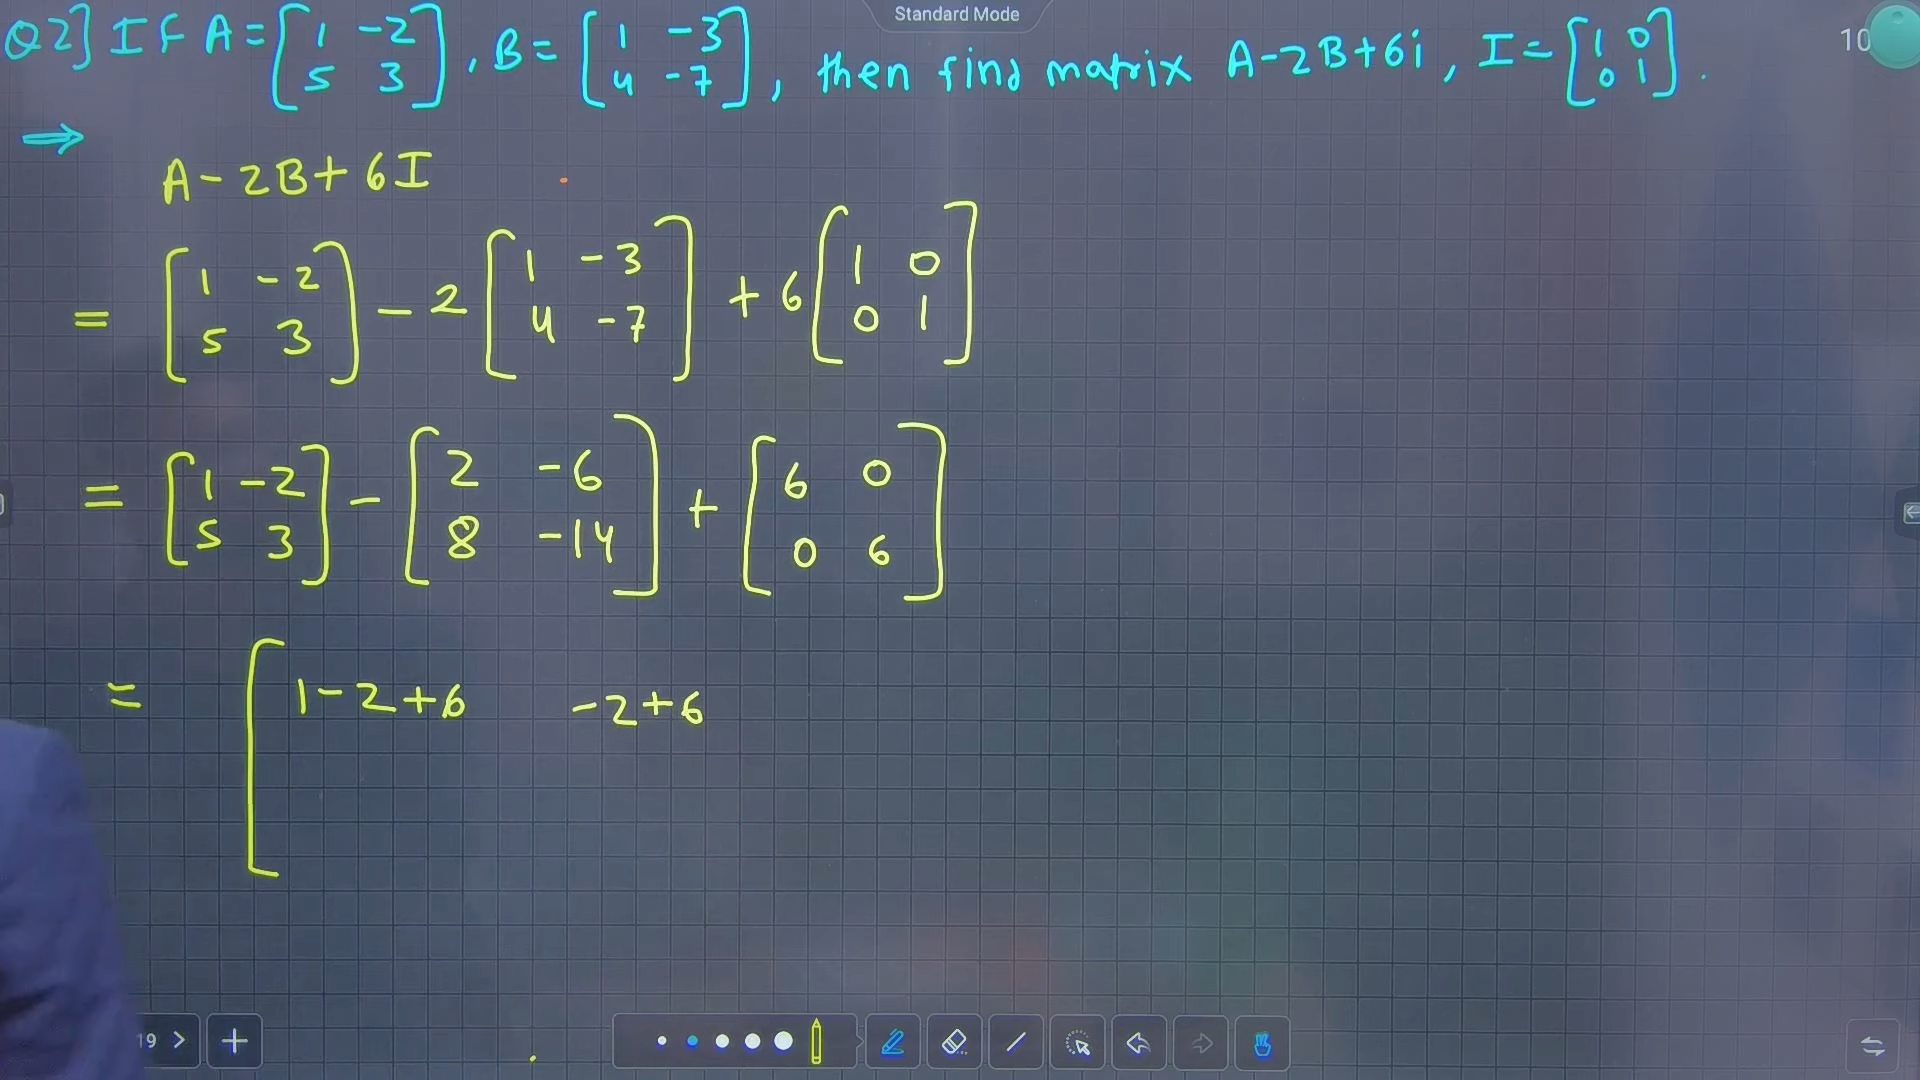 Standard Mode
10
Q2] If A = [1 -2 5 3], B = [1 -3 4 -7], then find matrix A-2B+6i, I = [1 0 0 1].
⇒
A - 2B + 6I
= [1 -2 5 3] - 2 [1 -3 4 -7] + 6 [1 0 0 1]
= [1 -2 5 3] - [2 -6 8 -14] + [6 0 0 6]
= [1-2+6 -2+6
19 >